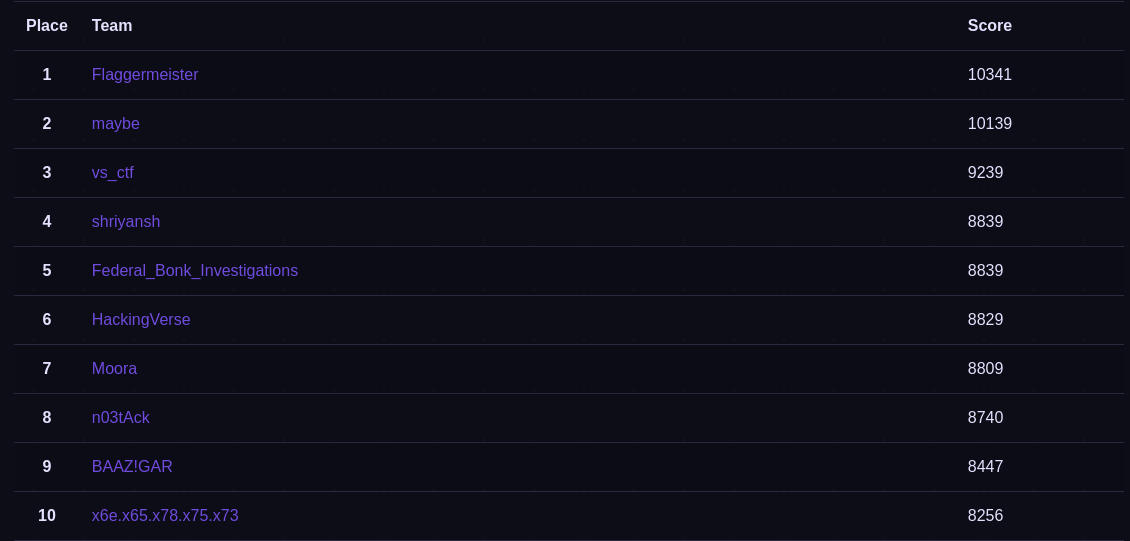 Place Team Score
1 Flaggermeister 10341
2 maybe 10139
3 vs_ctf 9239
4 shriyansh 8839
5 Federal_Bonk_Investigations 8839
6 HackingVerse 8829
7 Moora 8809
8 n03tAck 8740
9 BAAZ!GAR 8447
10 x6e.x65.x78.x75.x73 8256